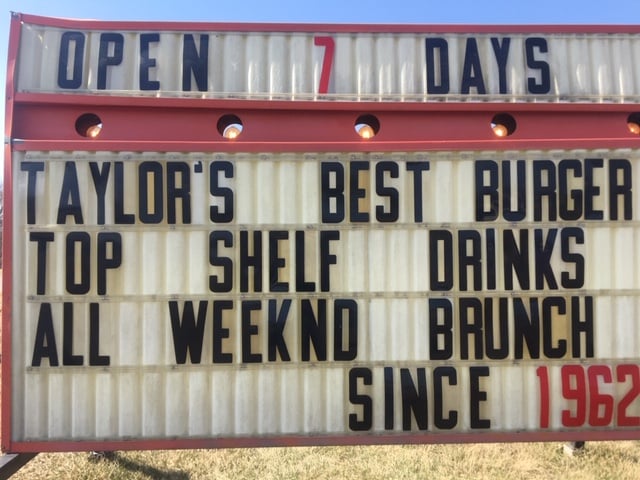 OPEN 7 DAYS
TAYLOR'S BEST BURGER
TOP SHELF DRINKS
ALL WEEKND BRUNCH
SINCE 1962